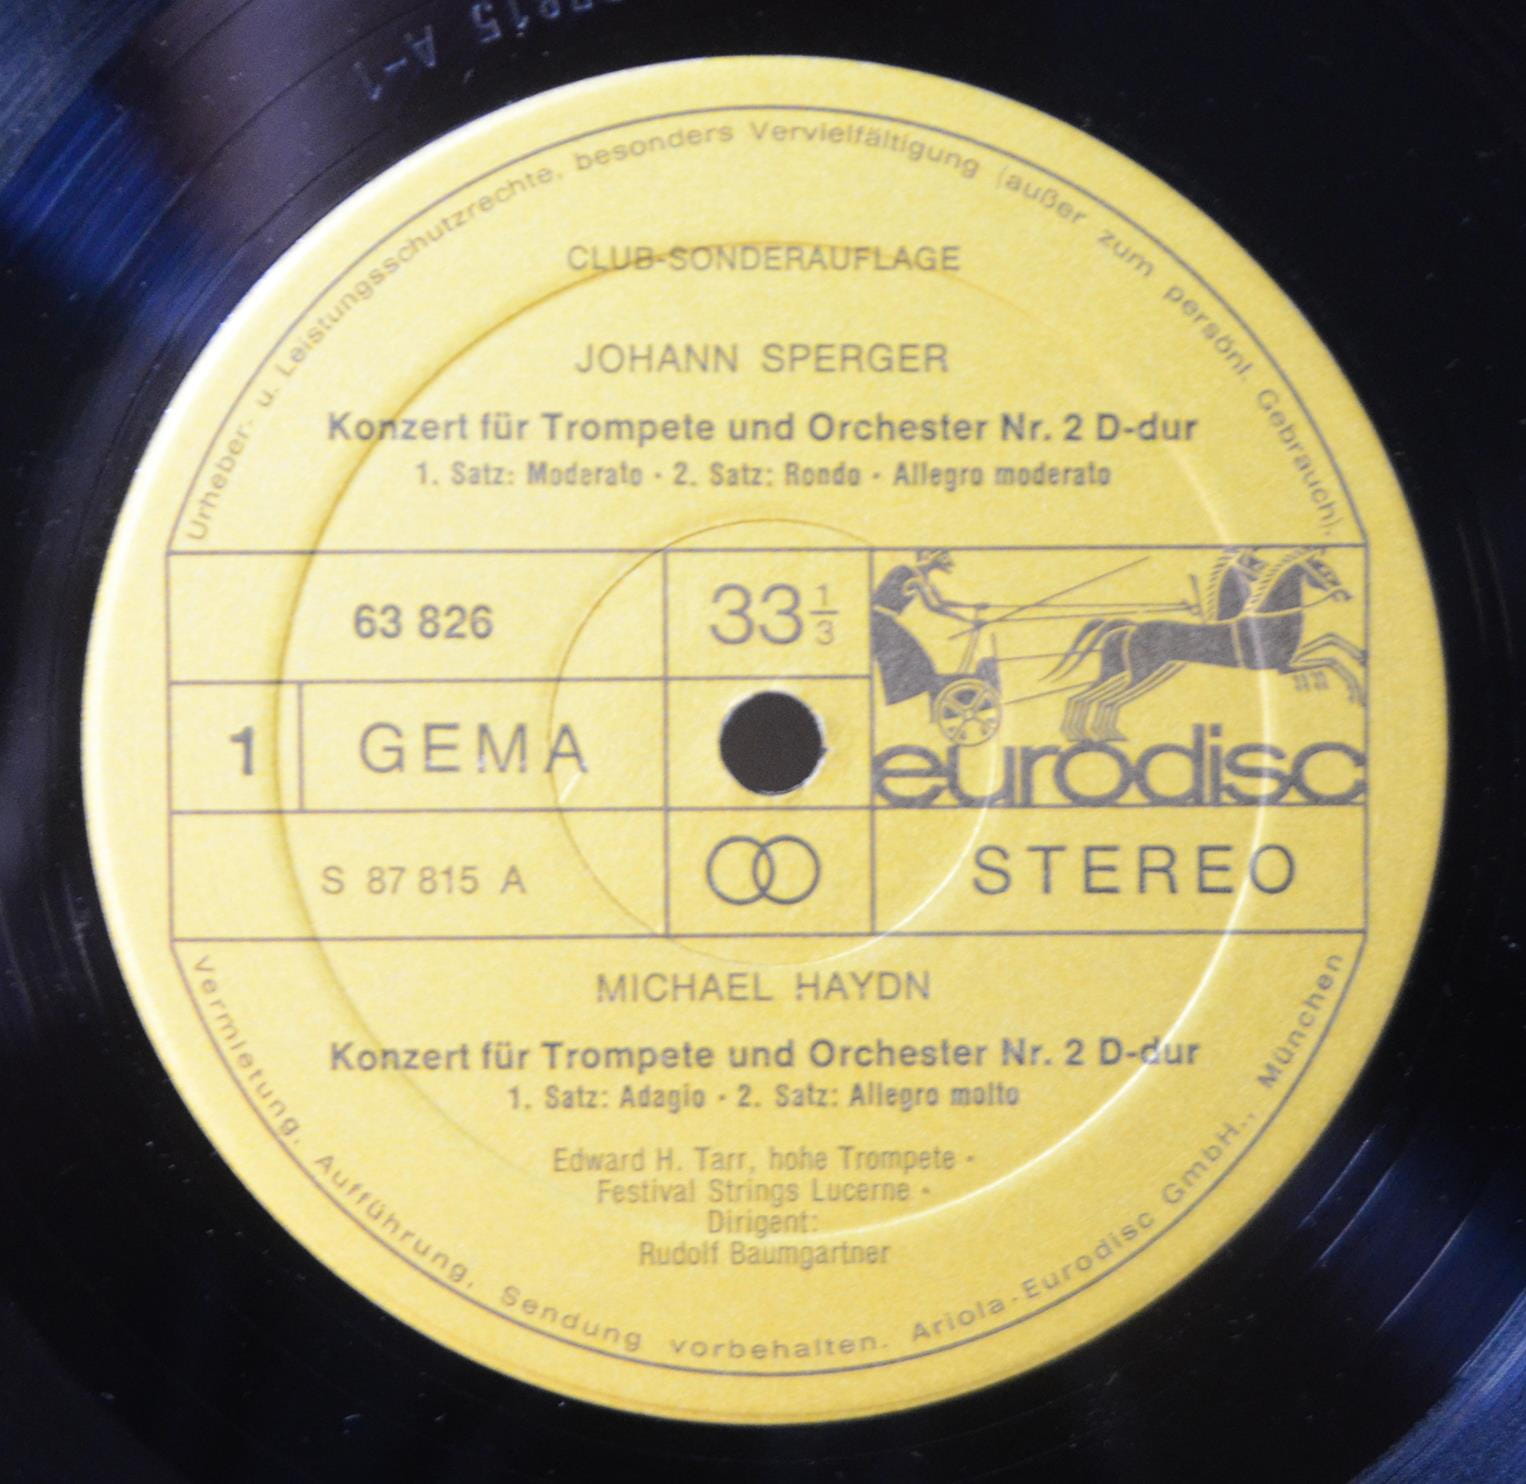 87815 A-1
Urheber- u. Leistungsschutzrechte, besonders Vervielfältigung (außer zum persönl. Gebrauch),
CLUB-SONDERAUFLAGE
JOHANN SPERGER
Konzert für Trompete und Orchester Nr. 2 D-dur
1. Satz: Moderato · 2. Satz: Rondo · Allegro moderato
63 826
33 1/3
1
GEMA
eurodisc
S 87 815 A
STEREO
MICHAEL HAYDN
Konzert für Trompete und Orchester Nr. 2 D-dur
1. Satz: Adagio · 2. Satz: Allegro molto
Edward H. Tarr, hohe Trompete ·
Festival Strings Lucerne ·
Dirigent:
Rudolf Baumgartner
Vermietung, Aufführung, Sendung vorbehalten. Ariola-Eurodisc GmbH., München